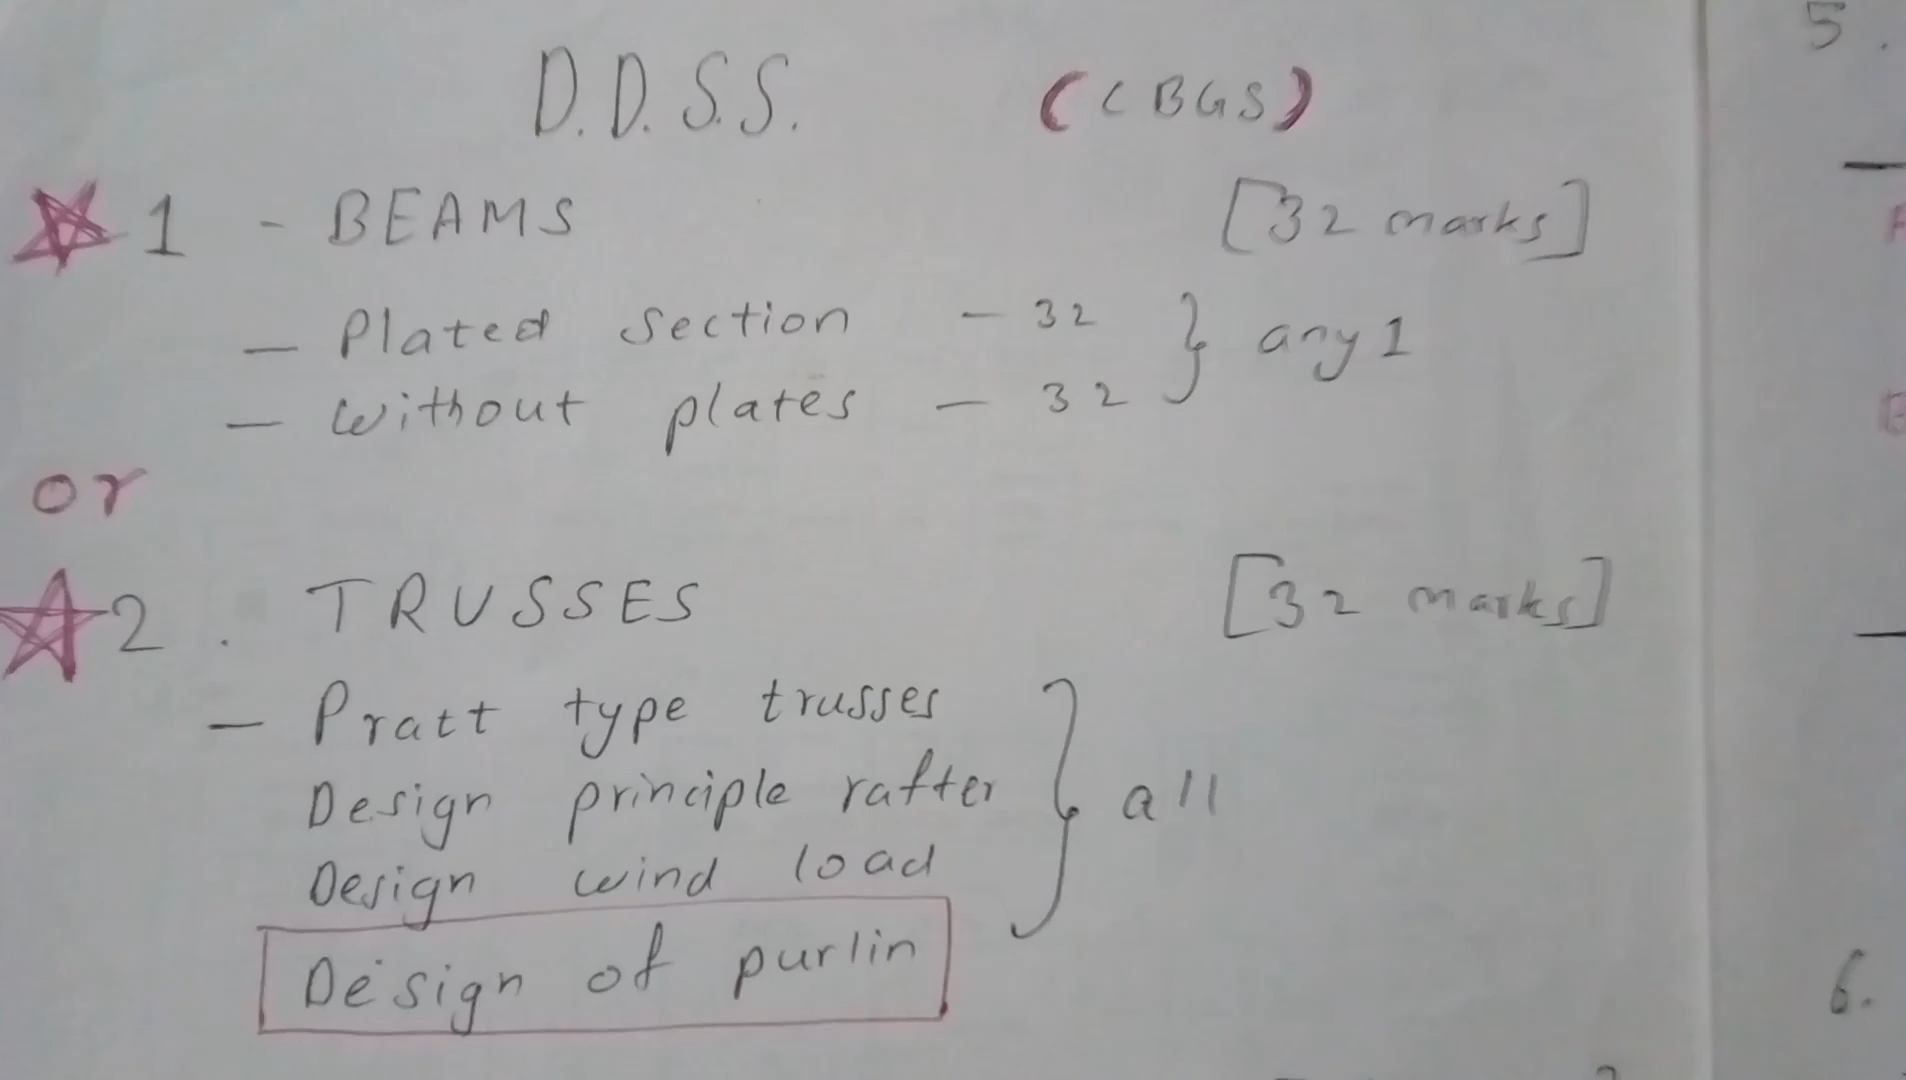 D.D.S.S. (CBGS)
1 - BEAMS [32 marks]
- Plated section - 32 } any 1
- without plates - 32
or
2. TRUSSES [32 marks]
- Pratt type trusses
Design principle rafter } all
Design wind load
Design of purlin
5.
6.